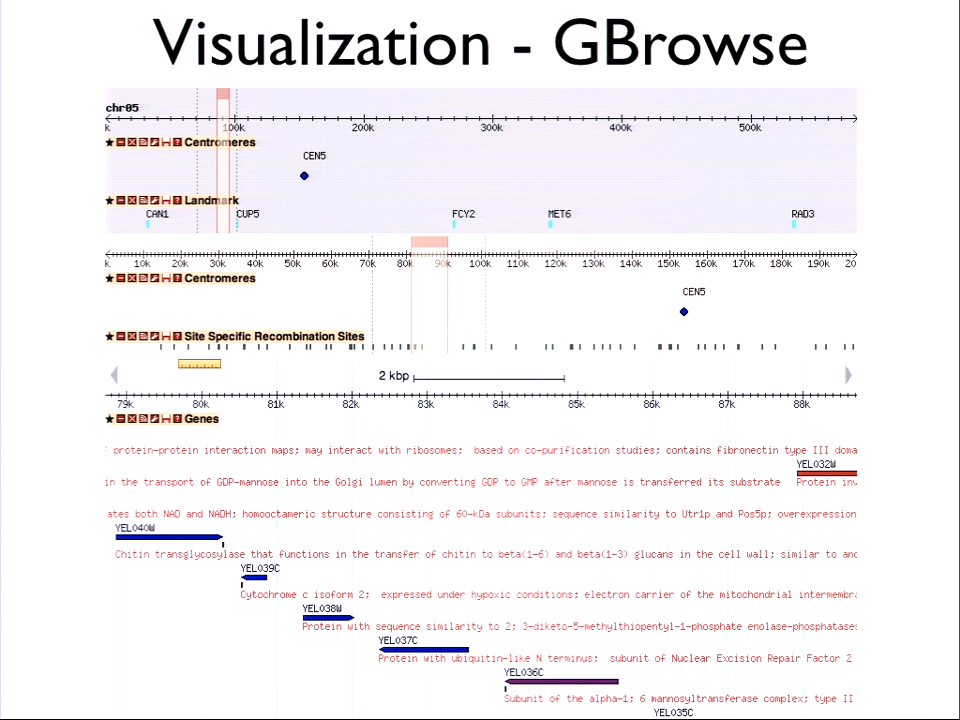 Visualization - GBrowse
chr05
k 100k 200k 300k 400k 500k
Centromeres
CEN5
Landmark
CAN1 CUP5 FCY2 MET6 RAD3
k 10k 20k 30k 40k 50k 60k 70k 80k 90k 100k 110k 120k 130k 140k 150k 160k 170k 180k 190k 20
Centromeres
CEN5
Site Specific Recombination Sites
2 kbp
79k 80k 81k 82k 83k 84k 85k 86k 87k 88k
Genes
protein-protein interaction maps; may interact with ribosomes; based on co-purification studies; contains fibronectin type III doma
YEL032W
in the transport of GDP-mannose into the Golgi lumen by converting GDP to GMP after mannose is transferred its substrate Protein inv
ates both NAD and NADH; homooctameric structure consisting of 60-kDa subunits; sequence similarity to Utr1p and Pos5p; overexpression
YEL040W
Chitin transglycosylase that functions in the transfer of chitin to beta(1-6) and beta(1-3) glucans in the cell wall; similar to and
YEL039C
Cytochrome c isoform 2; expressed under hypoxic conditions; electron carrier of the mitochondrial intermembra
YEL038W
Protein with sequence similarity to 2; 3-diketo-5-methylthiopentyl-1-phosphate enolase-phosphatases
YEL037C
Protein with ubiquitin-like N terminus; subunit of Nuclear Excision Repair Factor 2
YEL036C
Subunit of the alpha-1; 6 mannosyltransferase complex; type II
YEL035C